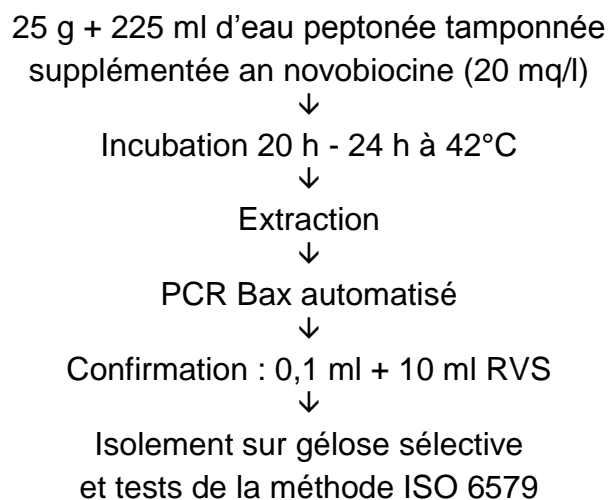 25 g + 225 ml d'eau peptonée tamponnée
supplémentée an novobiocine (20 mq/l)
↓
Incubation 20 h - 24 h à 42°C
↓
Extraction
↓
PCR Bax automatisé
↓
Confirmation : 0,1 ml + 10 ml RVS
↓
Isolement sur gélose sélective
et tests de la méthode ISO 6579